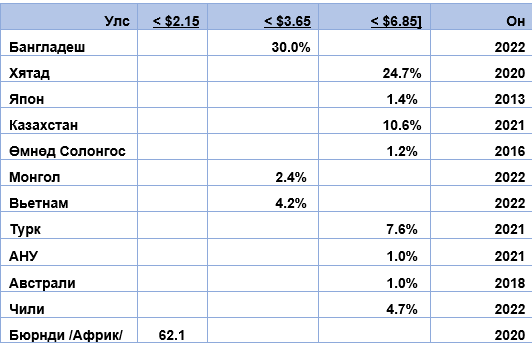 Улс < $2.15 < $3.65 < $6.85] Он
Бангладеш 30.0% 2022
Хятад 24.7% 2020
Япон 1.4% 2013
Казахстан 10.6% 2021
Өмнөд Солонгос 1.2% 2016
Монгол 2.4% 2022
Вьетнам 4.2% 2022
Турк 7.6% 2021
АНУ 1.0% 2021
Австрали 1.0% 2018
Чили 4.7% 2022
Бюрнди /Африк/ 62.1 2020